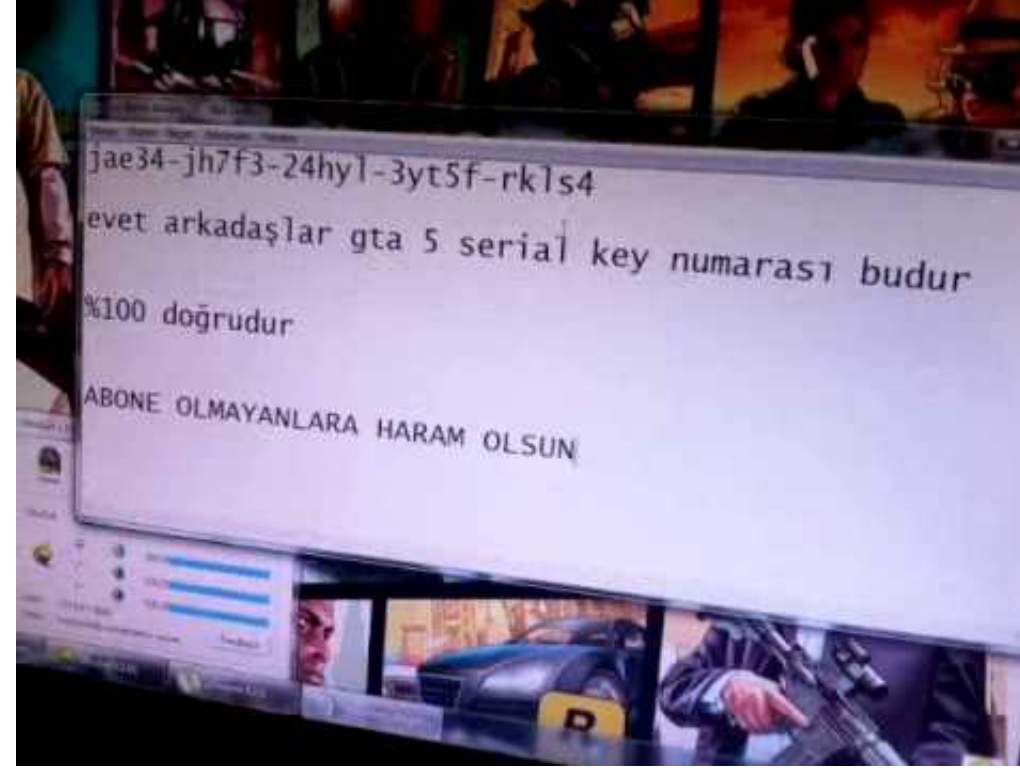 jae34-jh7f3-24hyl-3yt5f-rkls4
evet arkadaşlar gta 5 serial key numarası budur
%100 doğrudur
ABONE OLMAYANLARA HARAM OLSUN